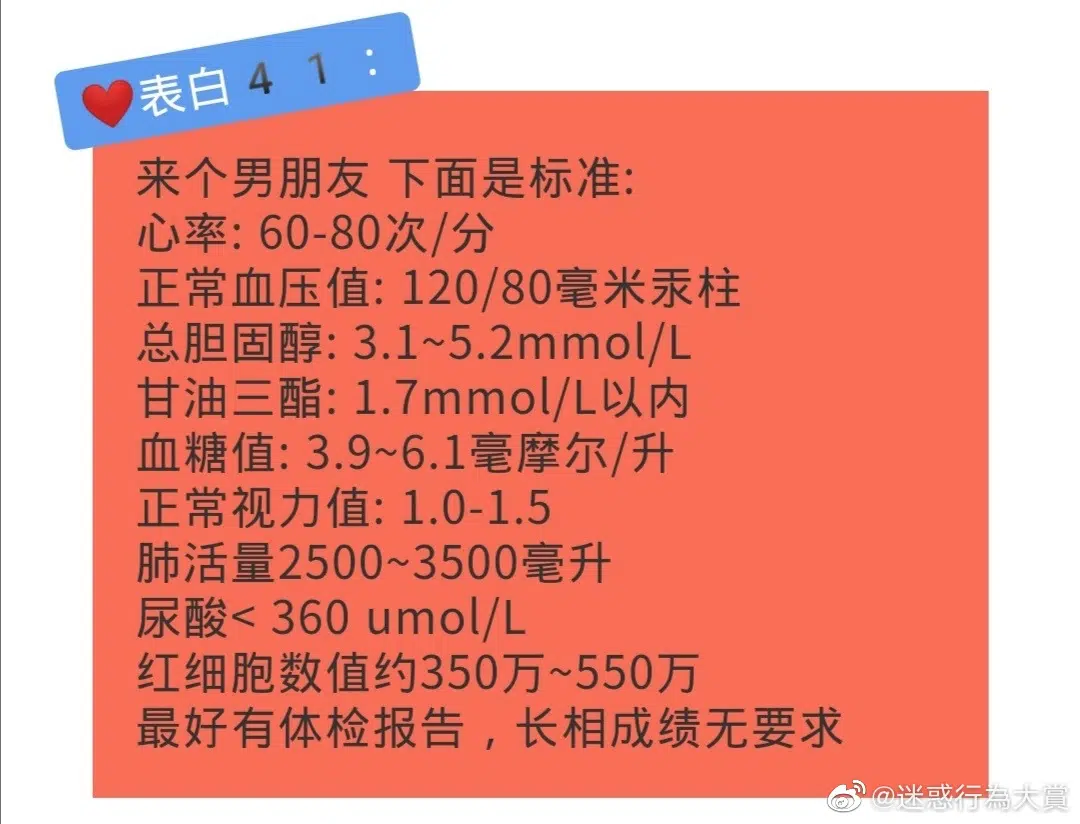 ❤️表白41：
来个男朋友 下面是标准:
心率: 60-80次/分
正常血压值: 120/80毫米汞柱
总胆固醇: 3.1~5.2mmol/L
甘油三酯: 1.7mmol/L以内
血糖值: 3.9~6.1毫摩尔/升
正常视力值: 1.0-1.5
肺活量2500~3500毫升
尿酸< 360 umol/L
红细胞数值约350万~550万
最好有体检报告，长相成绩无要求
@迷惑行為大賞